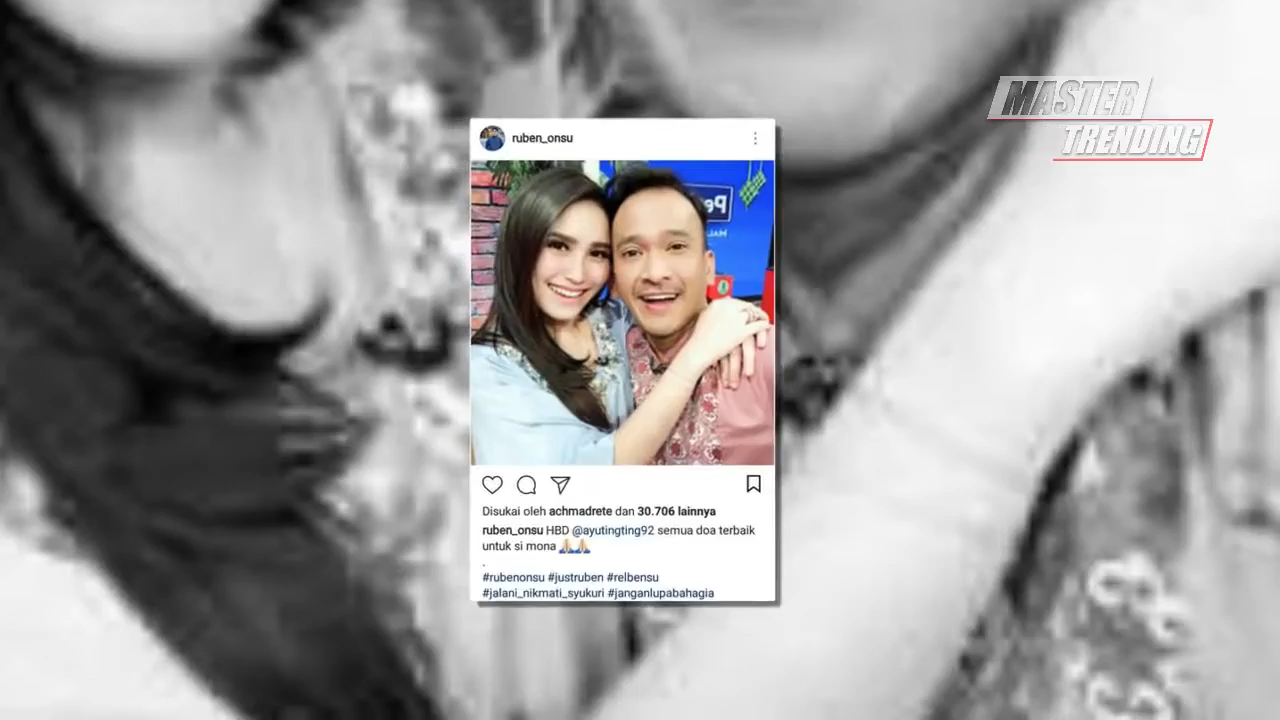 MASTER
TRENDING
ruben_onsu
Disukai oleh achmadrete dan 30.706 lainnya
ruben_onsu HBD @ayutingting92 semua doa terbaik
untuk si mona 🙏🙏
.
#rubenonsu #justruben #relbensu
#jalani_nikmati_syukuri #janganlupabahagia